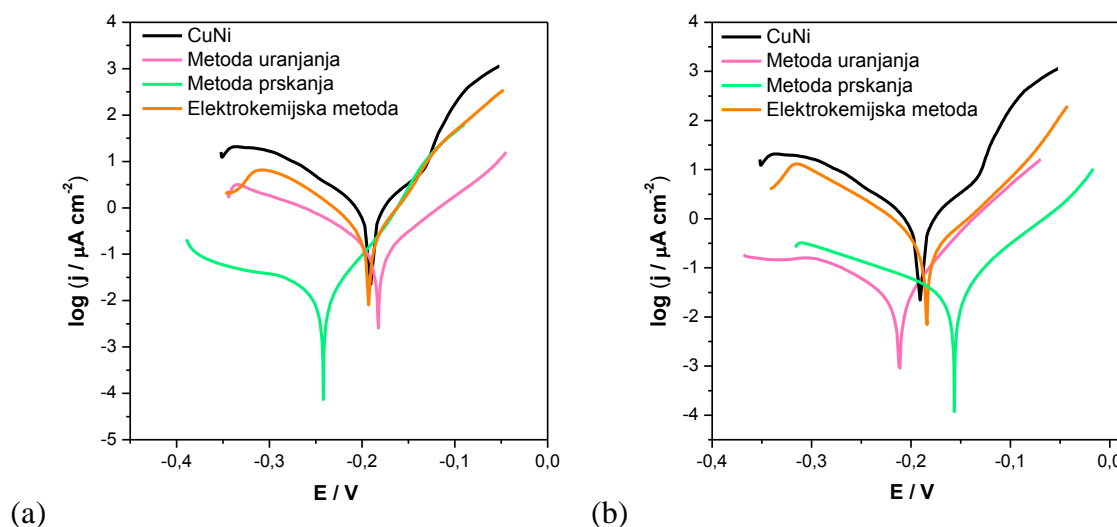 CuNi
Metoda uranjanja
Metoda prskanja
Elektrokemijska metoda
4
3
2
1
0
-1
-2
-3
-4
-5
log (j / µA cm⁻²)
-0,4
-0,3
-0,2
-0,1
0,0
E / V
(a)
CuNi
Metoda uranjanja
Metoda prskanja
Elektrokemijska metoda
4
3
2
1
0
-1
-2
-3
-4
log (j / µA cm⁻²)
-0,4
-0,3
-0,2
-0,1
0,0
E / V
(b)